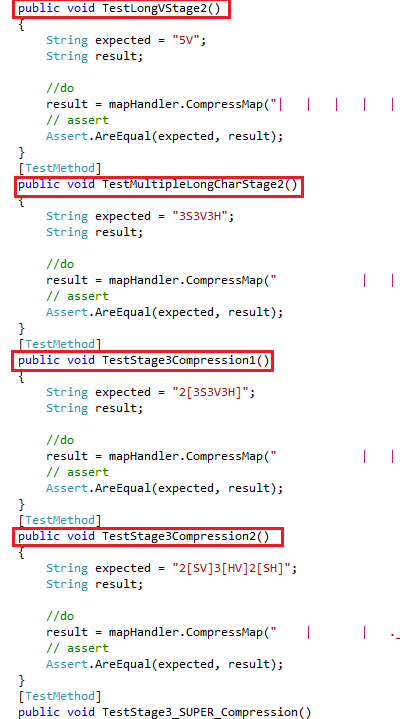 public void TestLongVStage2()
{
String expected = "5V";
String result;
//do
result = mapHandler.CompressMap("|   |   |   |   |
// assert
Assert.AreEqual(expected, result);
}
[TestMethod]
public void TestMultipleLongCharStage2()
{
String expected = "3S3V3H";
String result;
//do
result = mapHandler.CompressMap("            |   |
// assert
Assert.AreEqual(expected, result);
}
[TestMethod]
public void TestStage3Compression1()
{
String expected = "2[3S3V3H]";
String result;
//do
result = mapHandler.CompressMap("            |   |
// assert
Assert.AreEqual(expected, result);
}
[TestMethod]
public void TestStage3Compression2()
{
String expected = "2[SV]3[HV]2[SH]";
String result;
//do
result = mapHandler.CompressMap("    |       |   ._
// assert
Assert.AreEqual(expected, result);
}
[TestMethod]
public void TestStage3_SUPER_Compression()